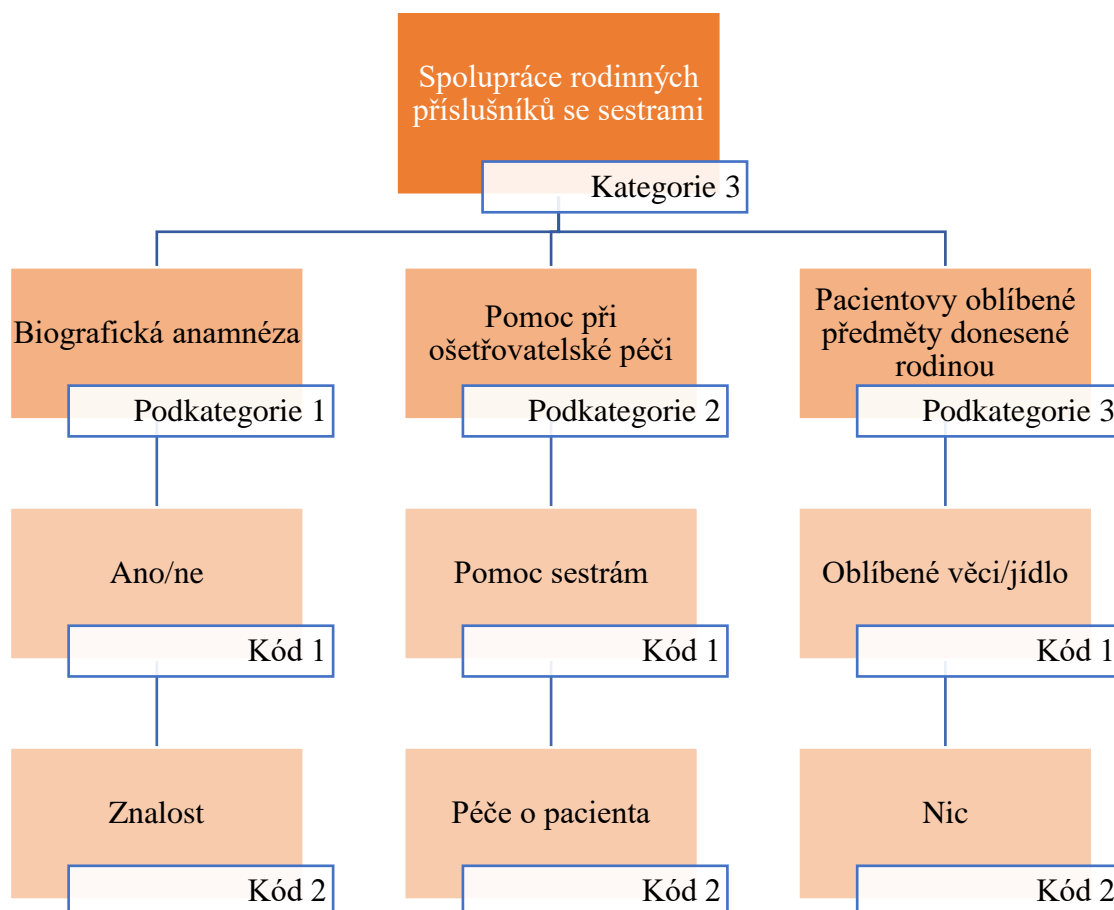 Spolupráce rodinných
příslušníků se sestrami
Kategorie 3
Biografická anamnéza
Podkategorie 1
Pomoc při
ošetřovatelské péči
Podkategorie 2
Pacientovy oblíbené
předměty donesené
rodinou
Podkategorie 3
Ano/ne
Kód 1
Pomoc sestrám
Kód 1
Oblíbené věci/jídlo
Kód 1
Znalost
Kód 2
Péče o pacienta
Kód 2
Nic
Kód 2